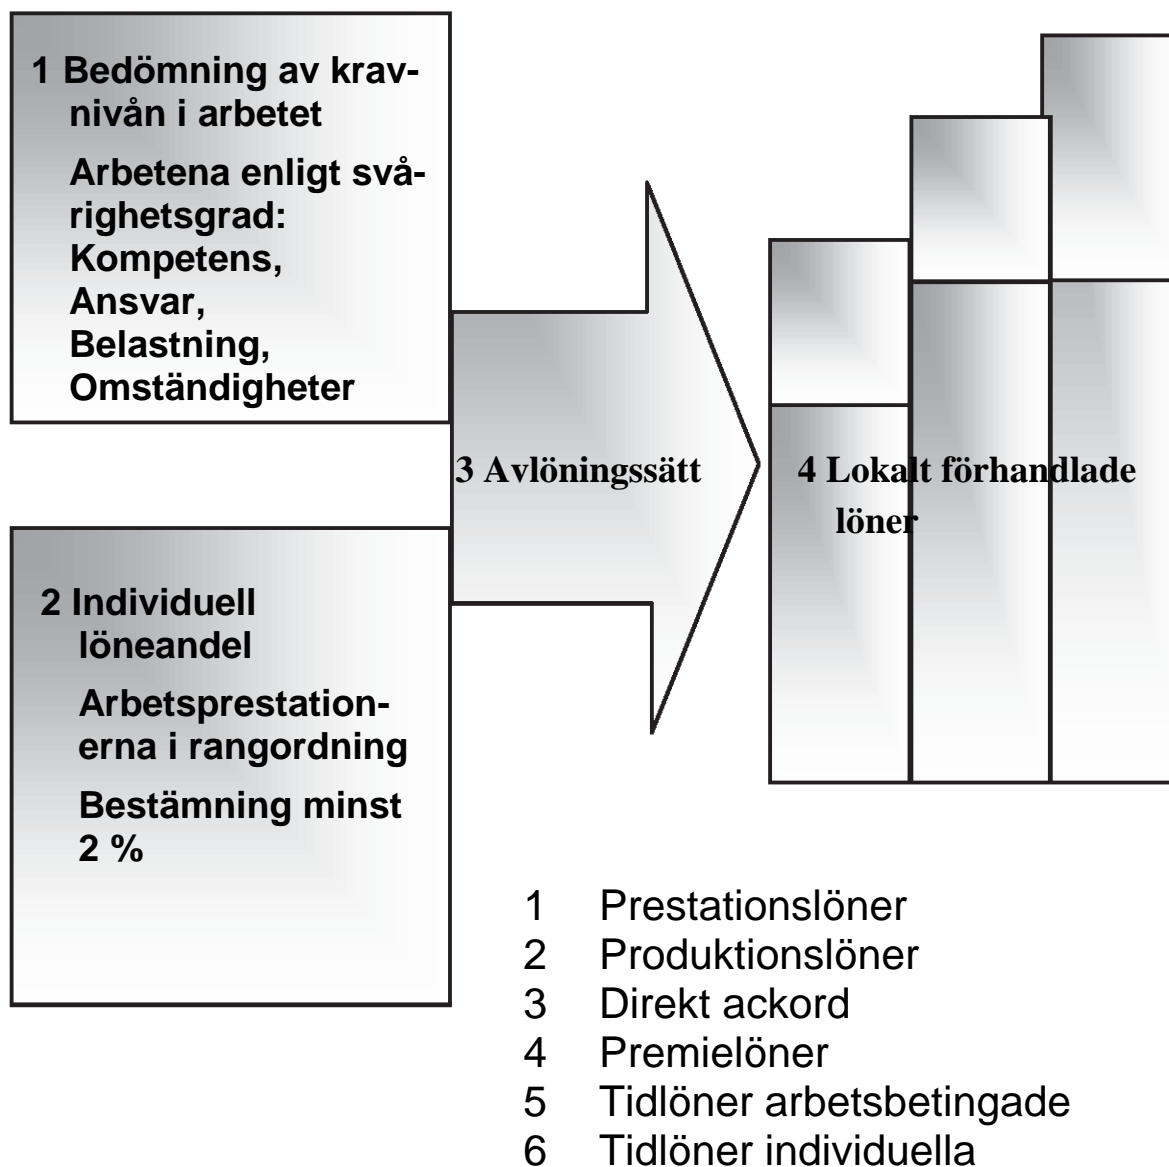 1 Bedömning av krav-
nivån i arbetet
Arbetena enligt svå-
righetsgrad:
Kompetens,
Ansvar,
Belastning,
Omständigheter
2 Individuell
löneandel
Arbetsprestation-
erna i rangordning
Bestämning minst
2 %
3 Avlöningssätt
4 Lokalt förhandlade
löner
1 Prestationslöner
2 Produktionslöner
3 Direkt ackord
4 Premielöner
5 Tidlöner arbetsbetingade
6 Tidlöner individuella